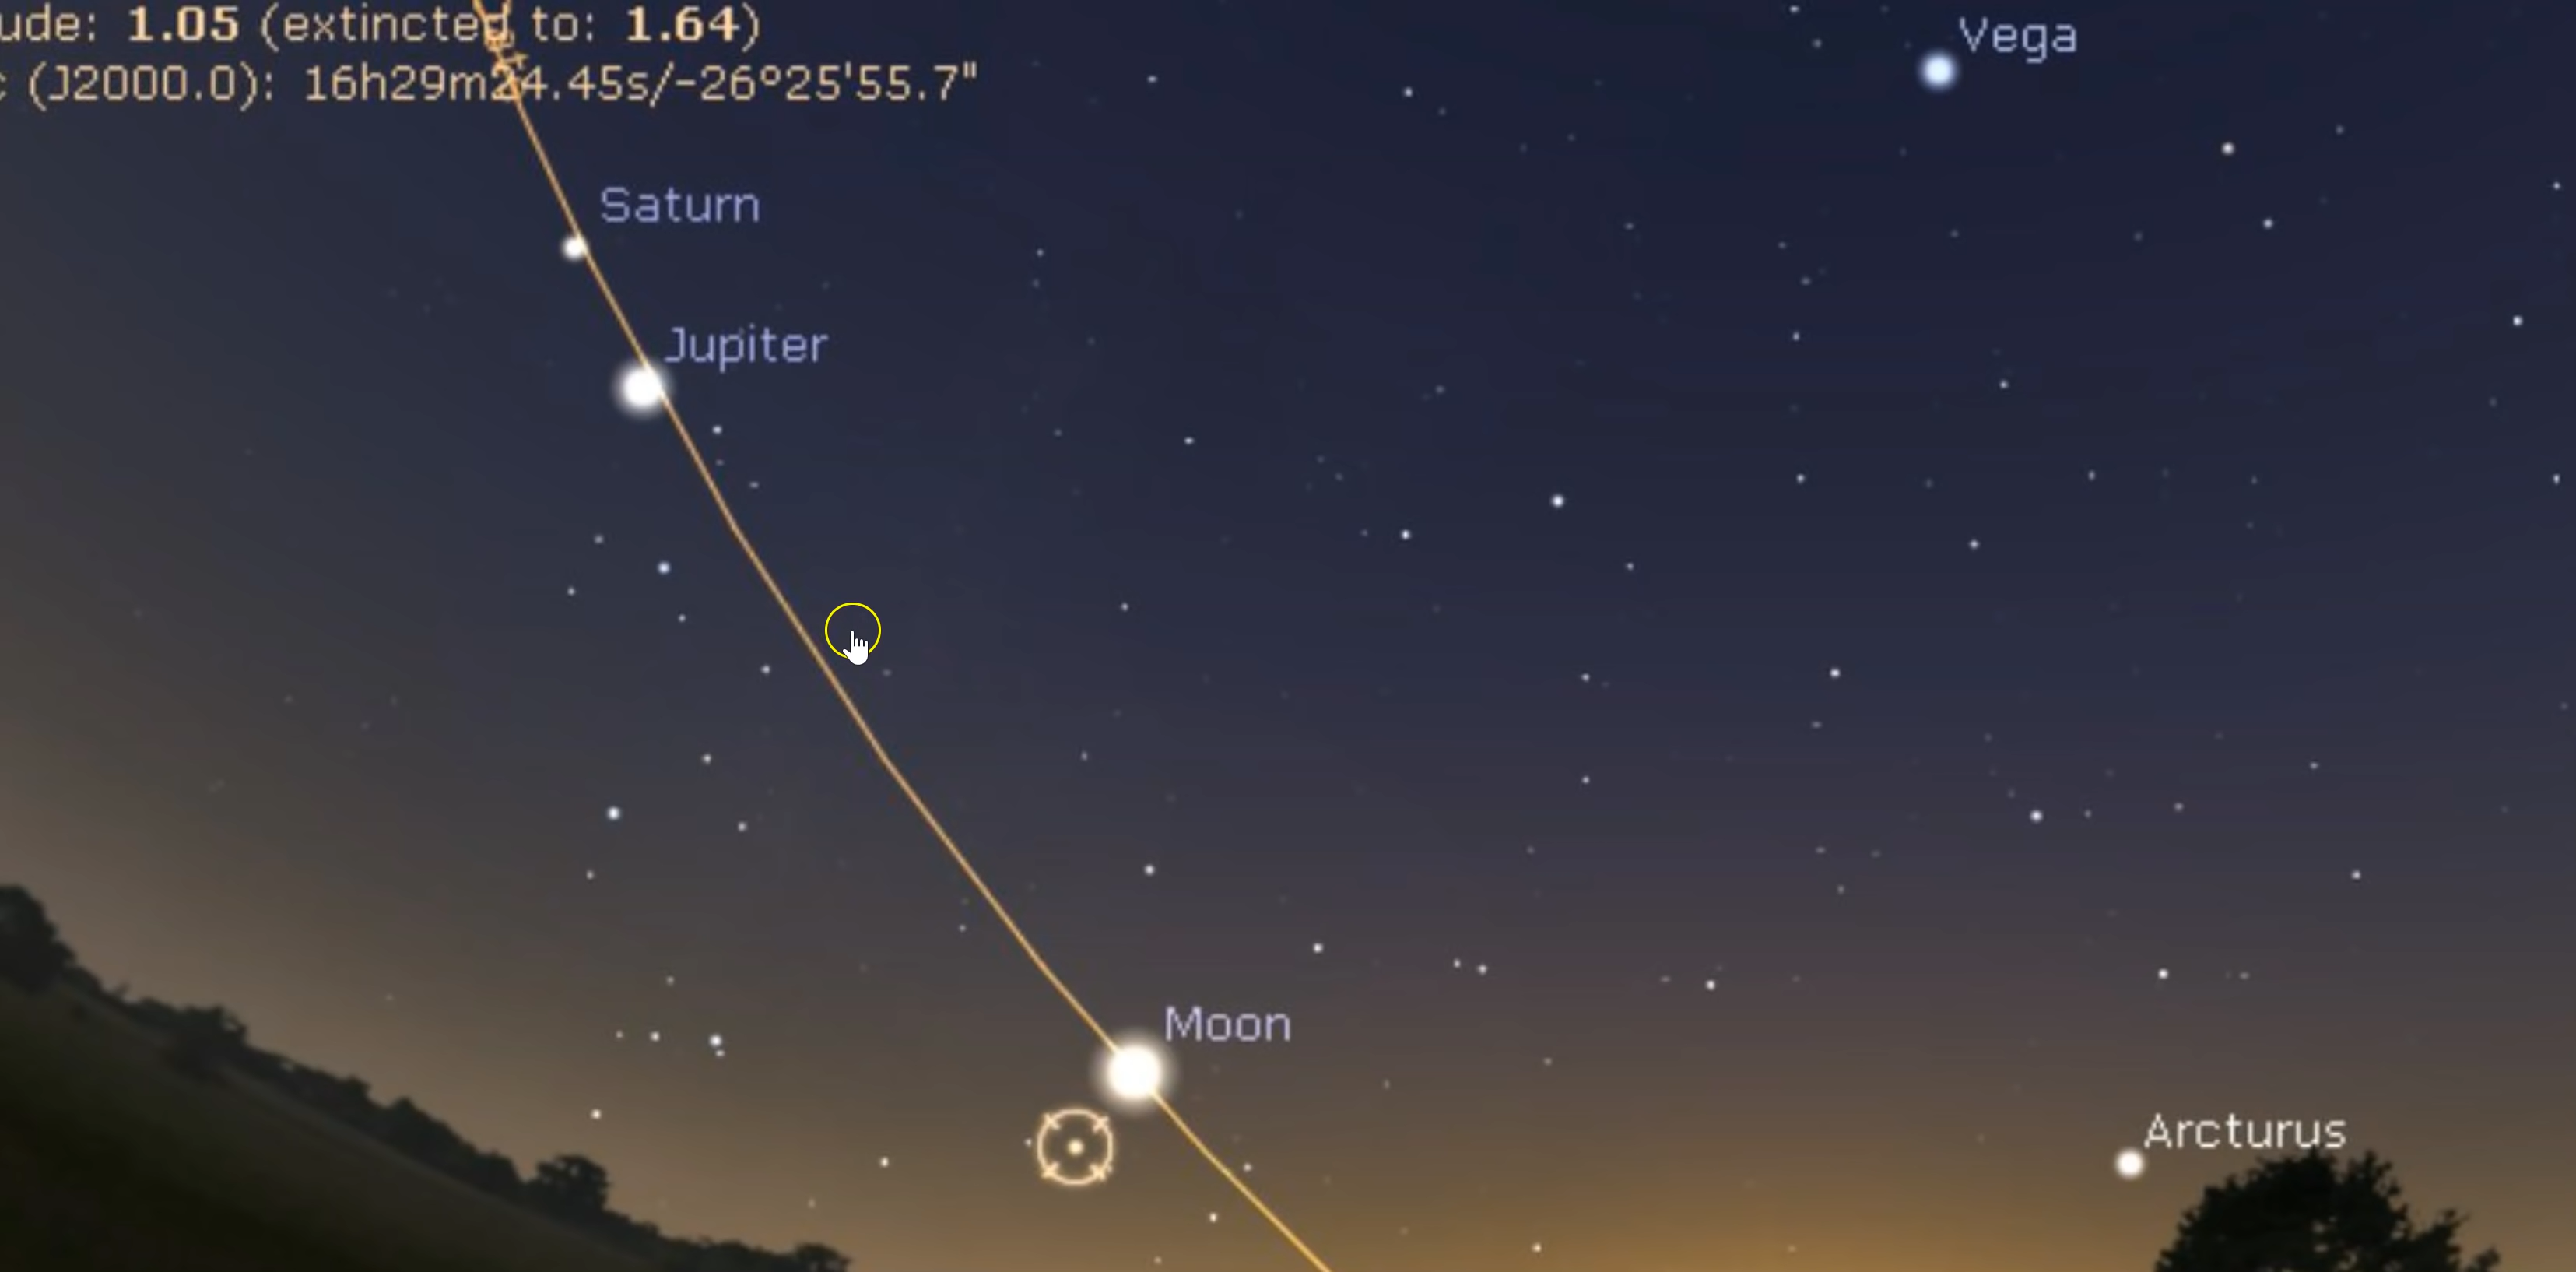 ude: 1.05 (extincted to: 1.64)
c (J2000.0): 16h29m24.45s/-26°25'55.7"
Vega
Saturn
Jupiter
Moon
Arcturus